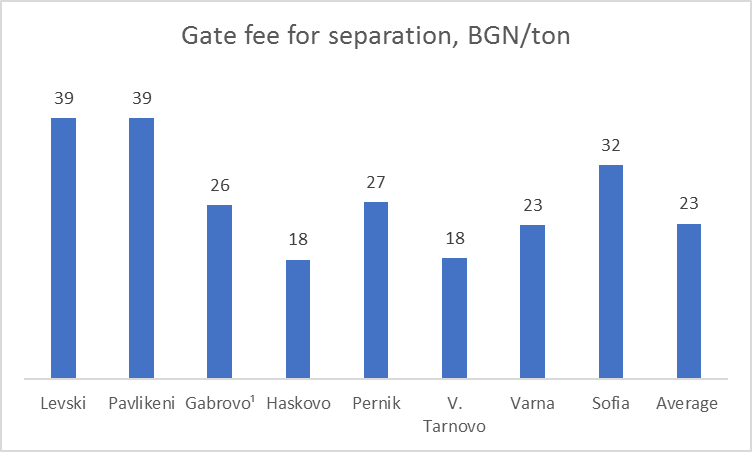 Gate fee for separation, BGN/ton
39
39
26
18
27
18
23
32
23
Levski
Pavlikeni
Gabrovo¹
Haskovo
Pernik
V.
Tarnovo
Varna
Sofia
Average